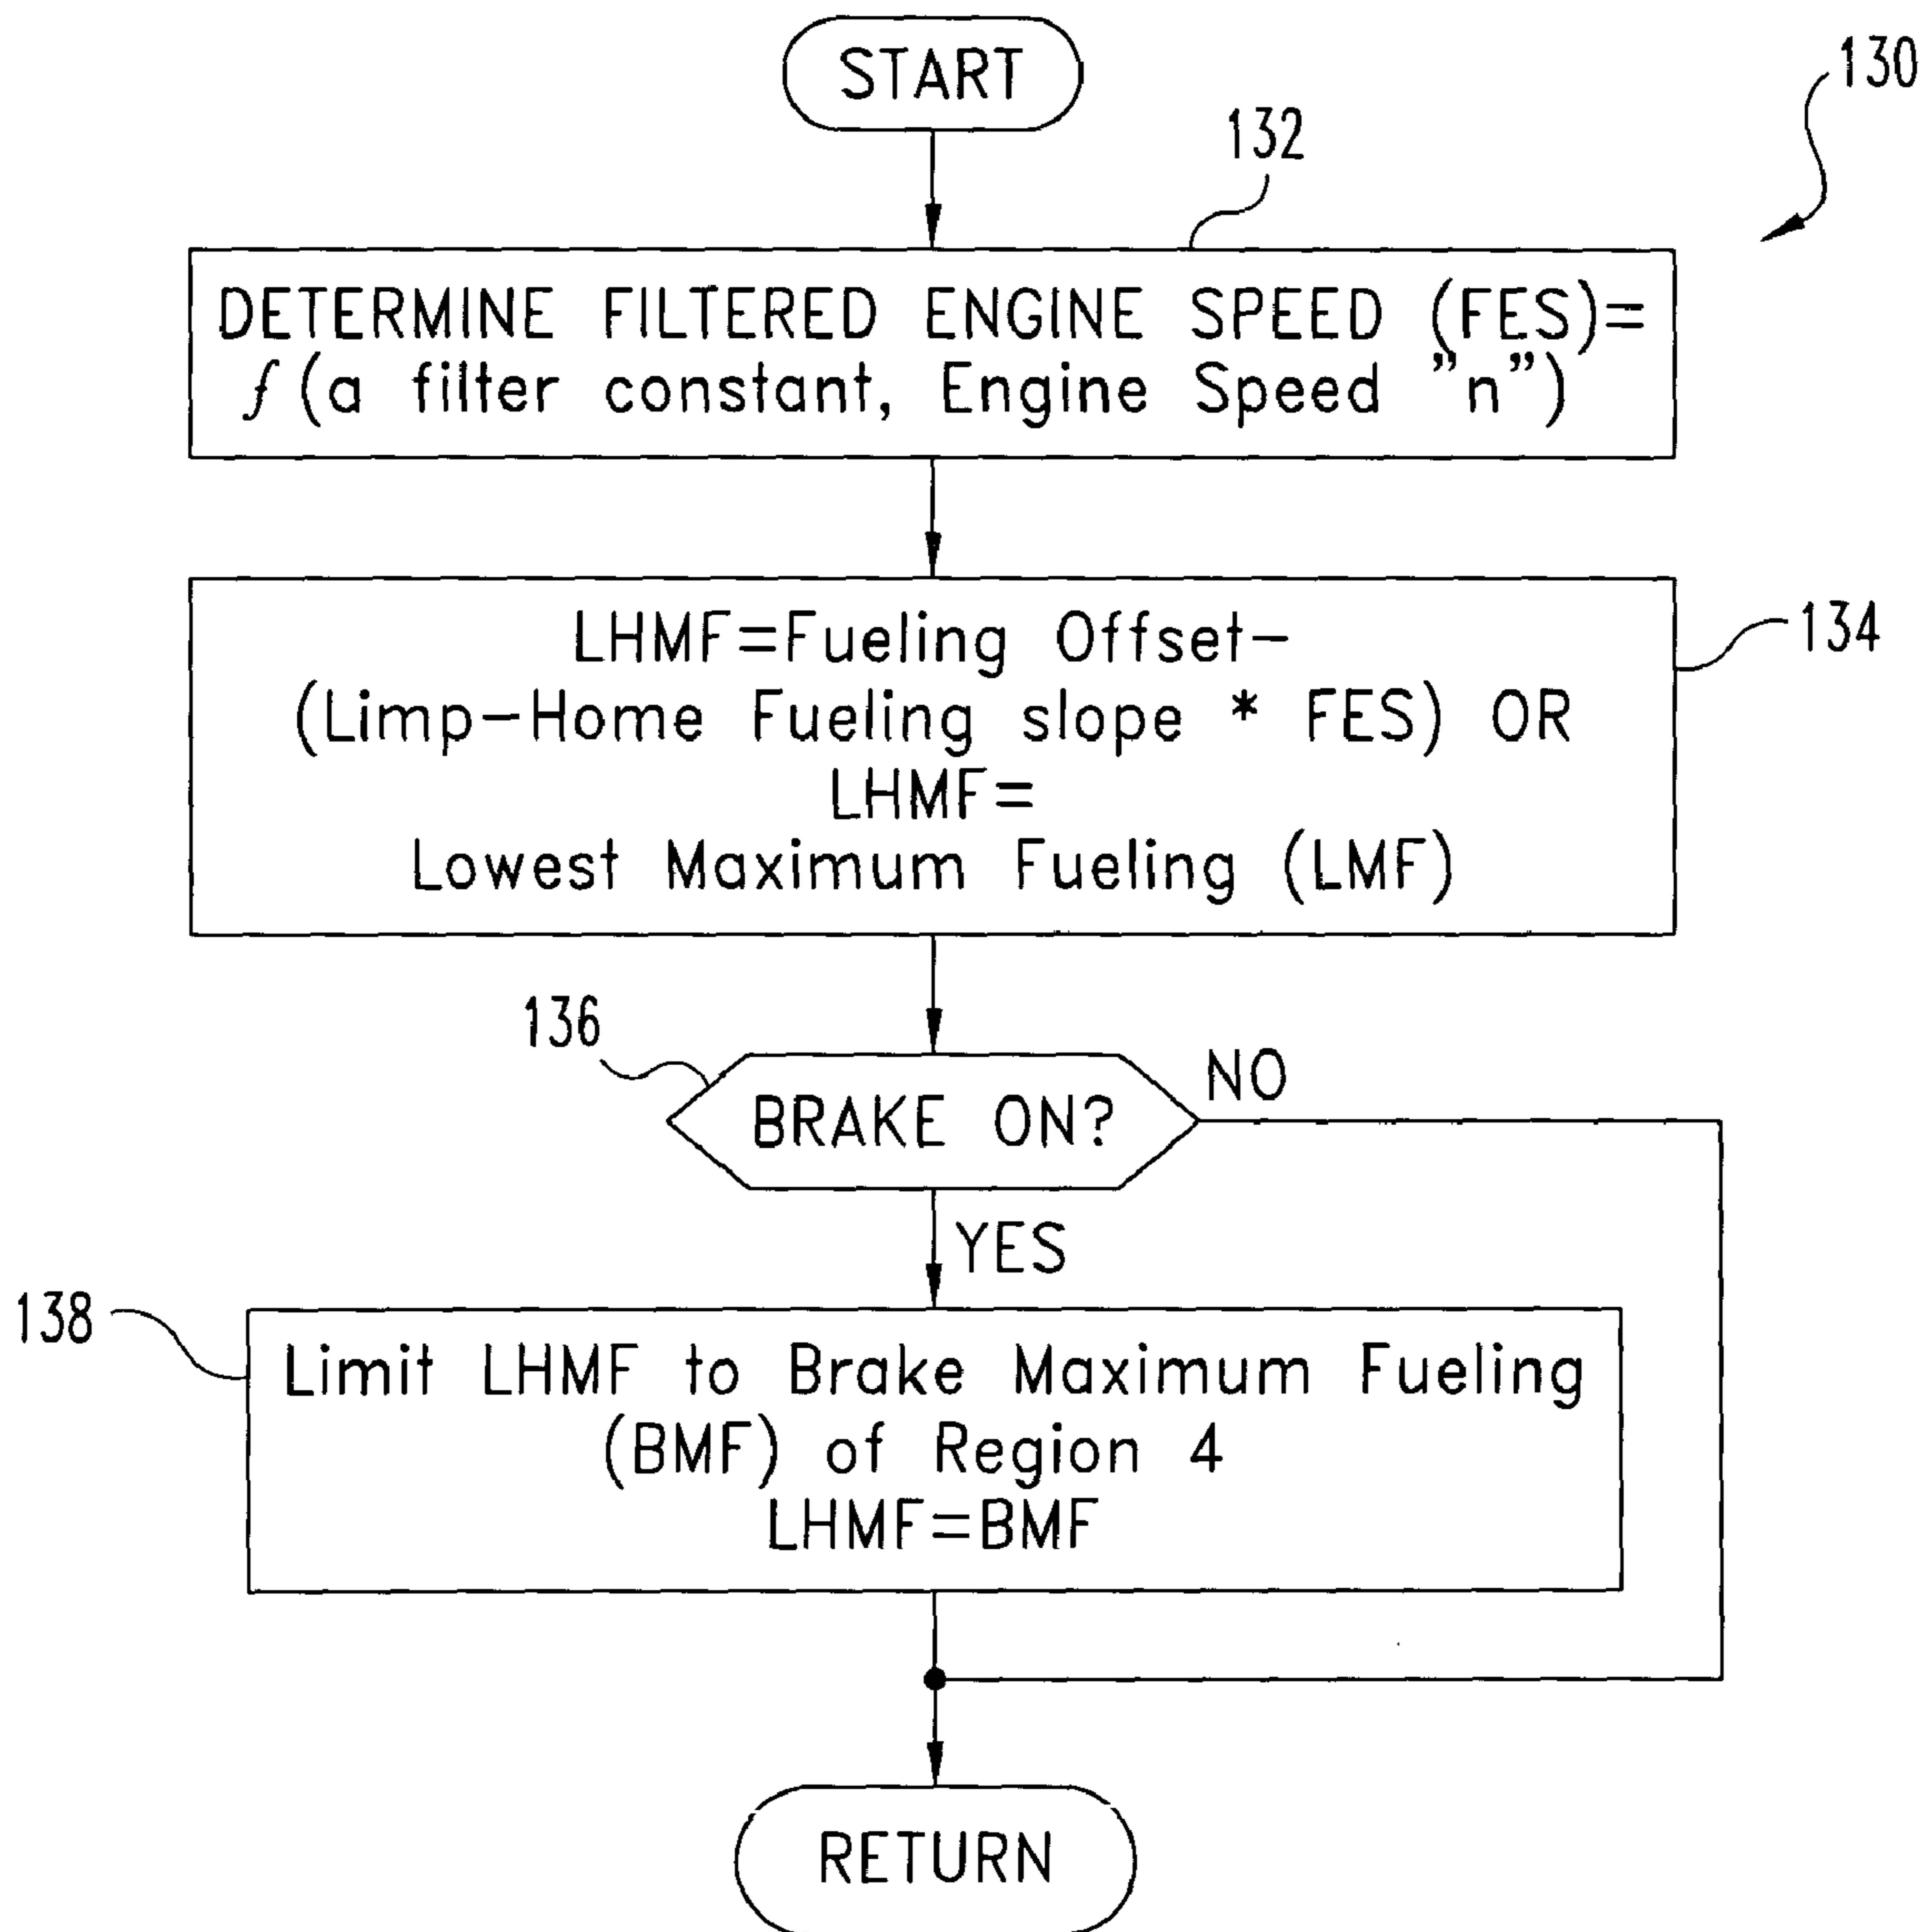 START
130
132
DETERMINE FILTERED ENGINE SPEED (FES)=
ƒ (a filter constant, Engine Speed ”n”)
LHMF=Fueling Offset-
(Limp-Home Fueling slope * FES) OR
LHMF=
Lowest Maximum Fueling (LMF)
134
136
BRAKE ON?
NO
YES
138
Limit LHMF to Brake Maximum Fueling
(BMF) of Region 4
LHMF=BMF
RETURN